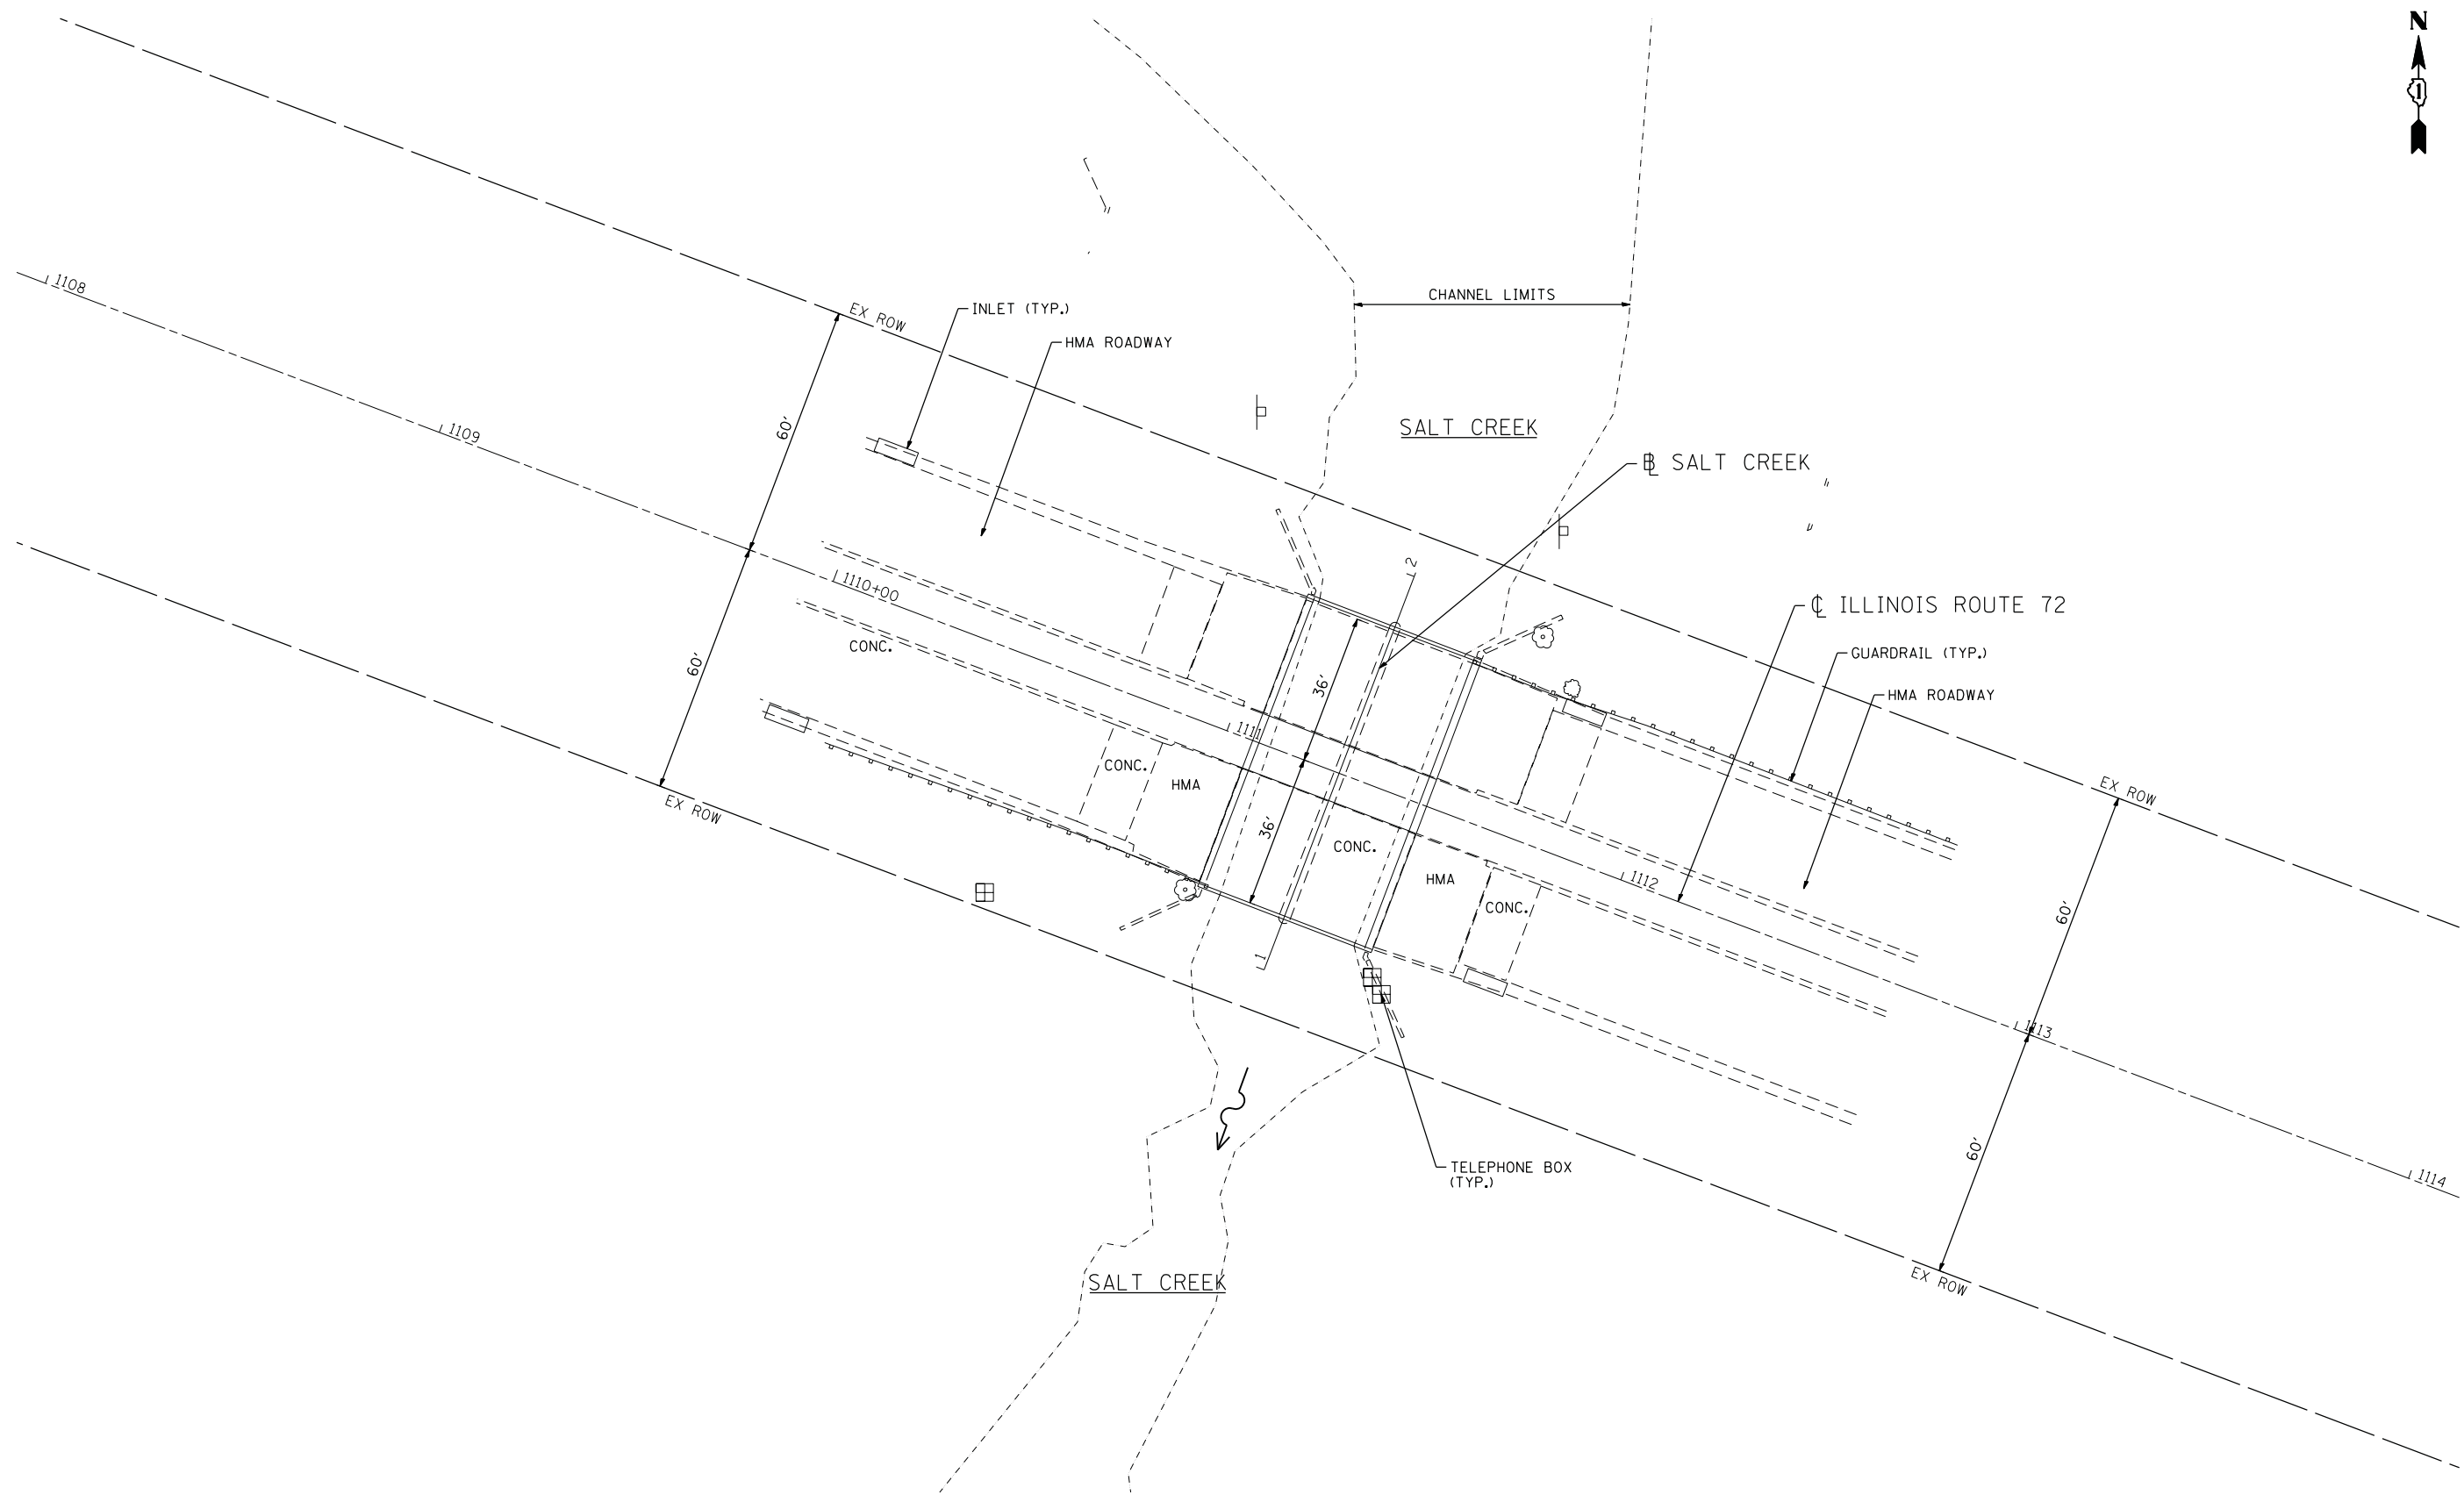 N
1
1108
EX ROW
CHANNEL LIMITS
INLET (TYP.)
HMA ROADWAY
60'
1109
SALT CREEK
℄ SALT CREEK
2
1110+00
℄ ILLINOIS ROUTE 72
CONC.
60'
GUARDRAIL (TYP.)
36'
HMA ROADWAY
1111
CONC.
HMA
EX ROW
EX ROW
36'
CONC.
HMA
1112
CONC.
60'
1
1113
60'
TELEPHONE BOX
(TYP.)
1114
SALT CREEK
EX ROW